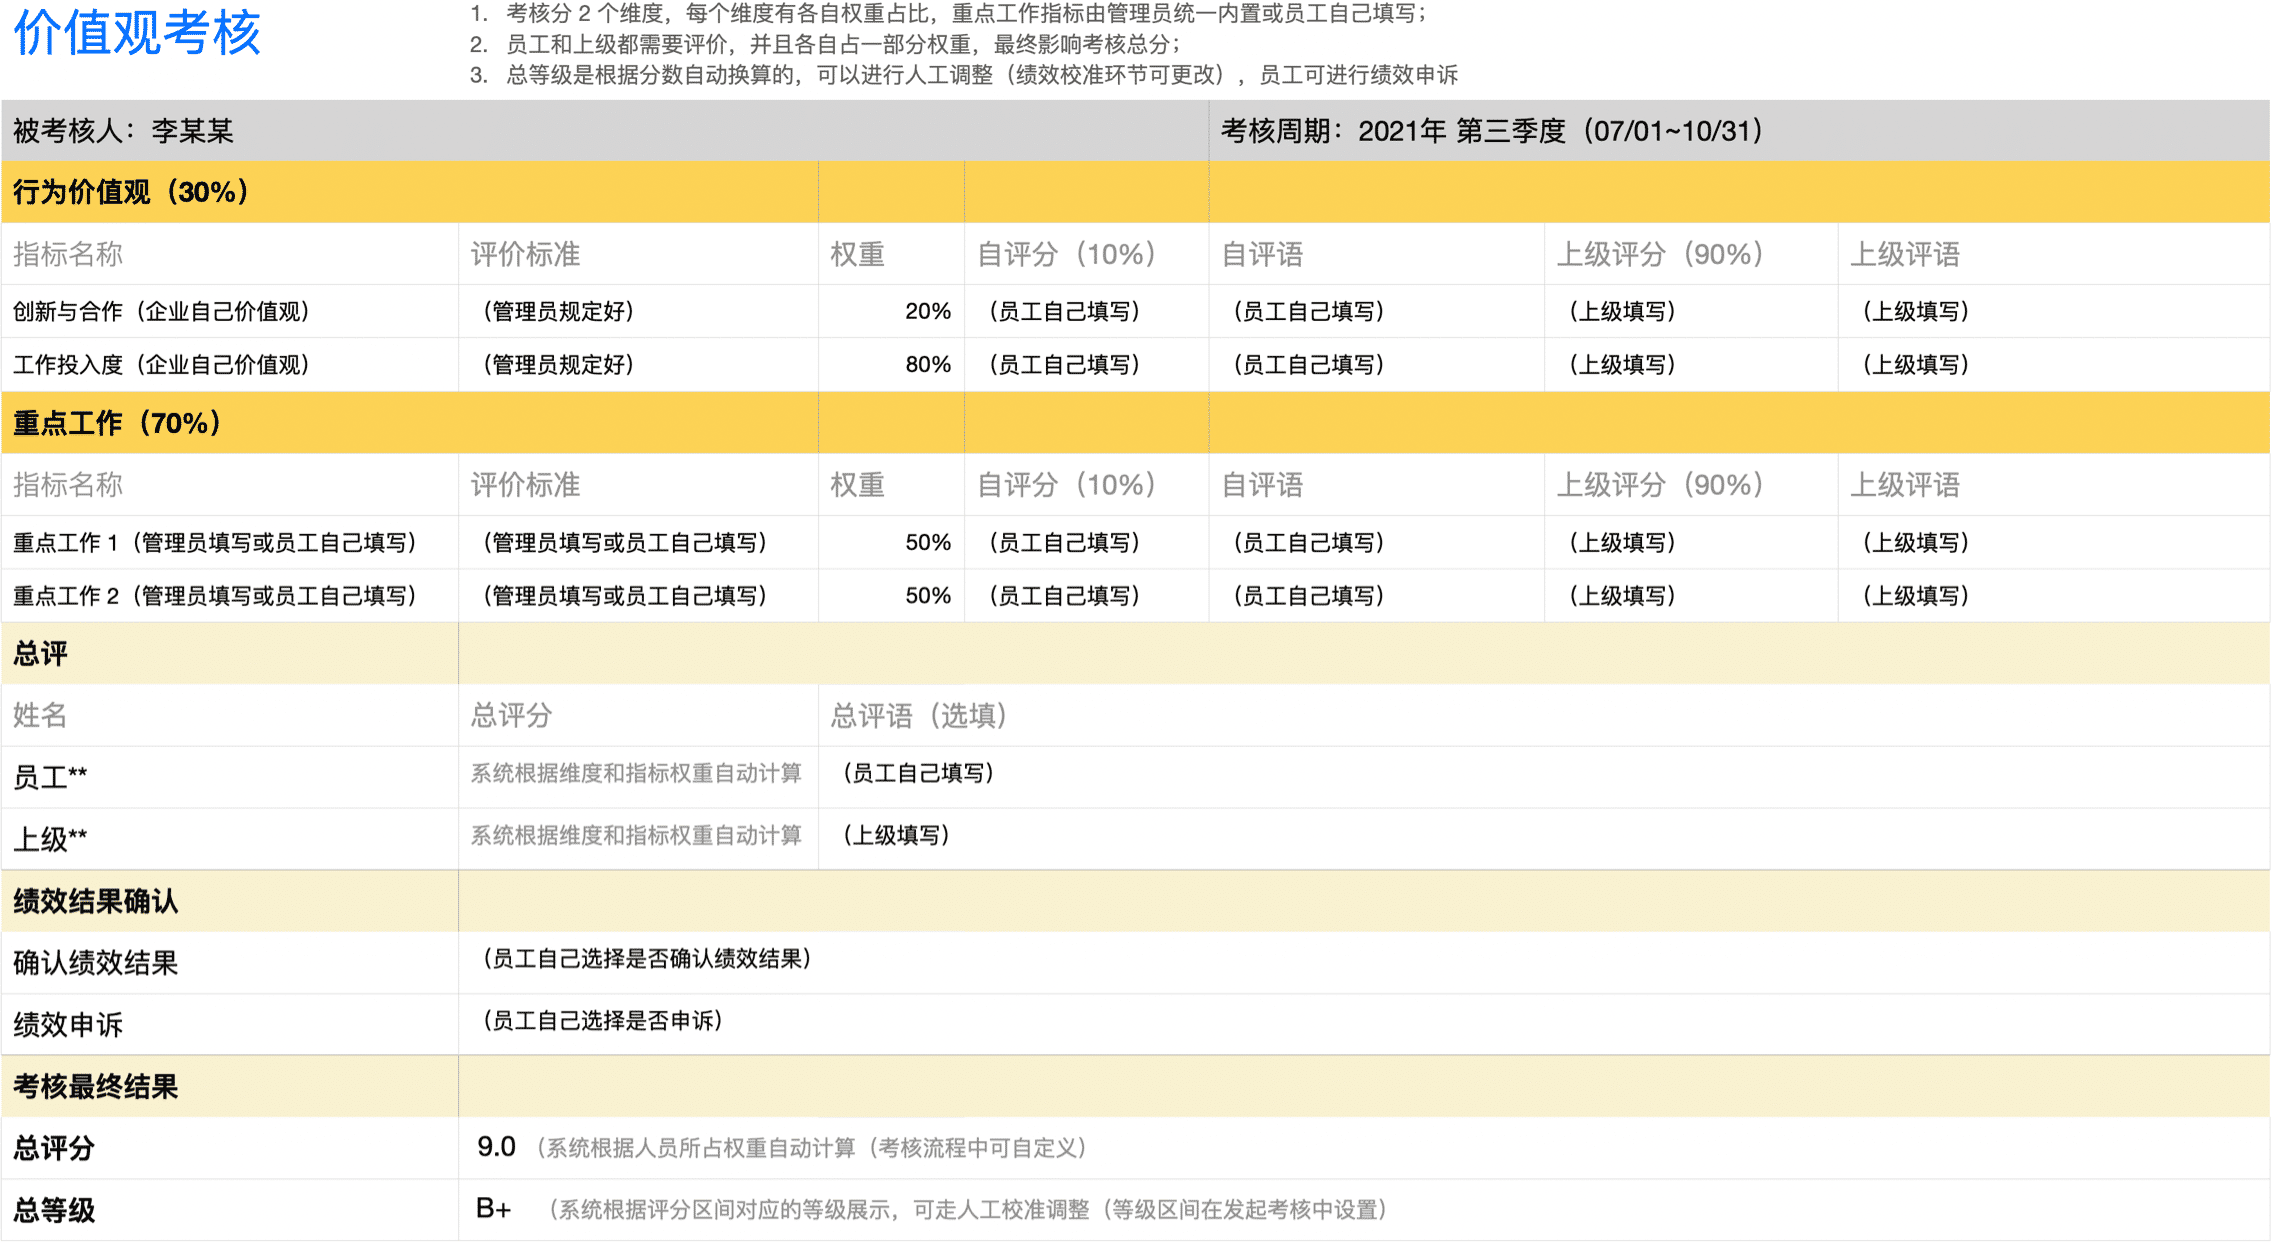 价值观考核
1. 考核分 2 个维度，每个维度有各自权重占比，重点工作指标由管理员统一内置或员工自己填写；
2. 员工和上级都需要评价，并且各自占一部分权重，最终影响考核总分；
3. 总等级是根据分数自动换算的，可以进行人工调整（绩效校准环节可更改），员工可进行绩效申诉
被考核人：李某某 考核周期：2021年 第三季度（07/01~10/31）
行为价值观（30%）
指标名称 评价标准 权重 自评分（10%） 自评语 上级评分（90%） 上级评语
创新与合作（企业自己价值观） （管理员规定好） 20% （员工自己填写） （员工自己填写） （上级填写） （上级填写）
工作投入度（企业自己价值观） （管理员规定好） 80% （员工自己填写） （员工自己填写） （上级填写） （上级填写）
重点工作（70%）
指标名称 评价标准 权重 自评分（10%） 自评语 上级评分（90%） 上级评语
重点工作 1（管理员填写或员工自己填写） （管理员填写或员工自己填写） 50% （员工自己填写） （员工自己填写） （上级填写） （上级填写）
重点工作 2（管理员填写或员工自己填写） （管理员填写或员工自己填写） 50% （员工自己填写） （员工自己填写） （上级填写） （上级填写）
总评
姓名 总评分 总评语（选填）
员工** 系统根据维度和指标权重自动计算 （员工自己填写）
上级** 系统根据维度和指标权重自动计算 （上级填写）
绩效结果确认
确认绩效结果 （员工自己选择是否确认绩效结果）
绩效申诉 （员工自己选择是否申诉）
考核最终结果
总评分 9.0 （系统根据人员所占权重自动计算（考核流程中可自定义）
总等级 B+ （系统根据评分区间对应的等级展示，可走人工校准调整（等级区间在发起考核中设置）